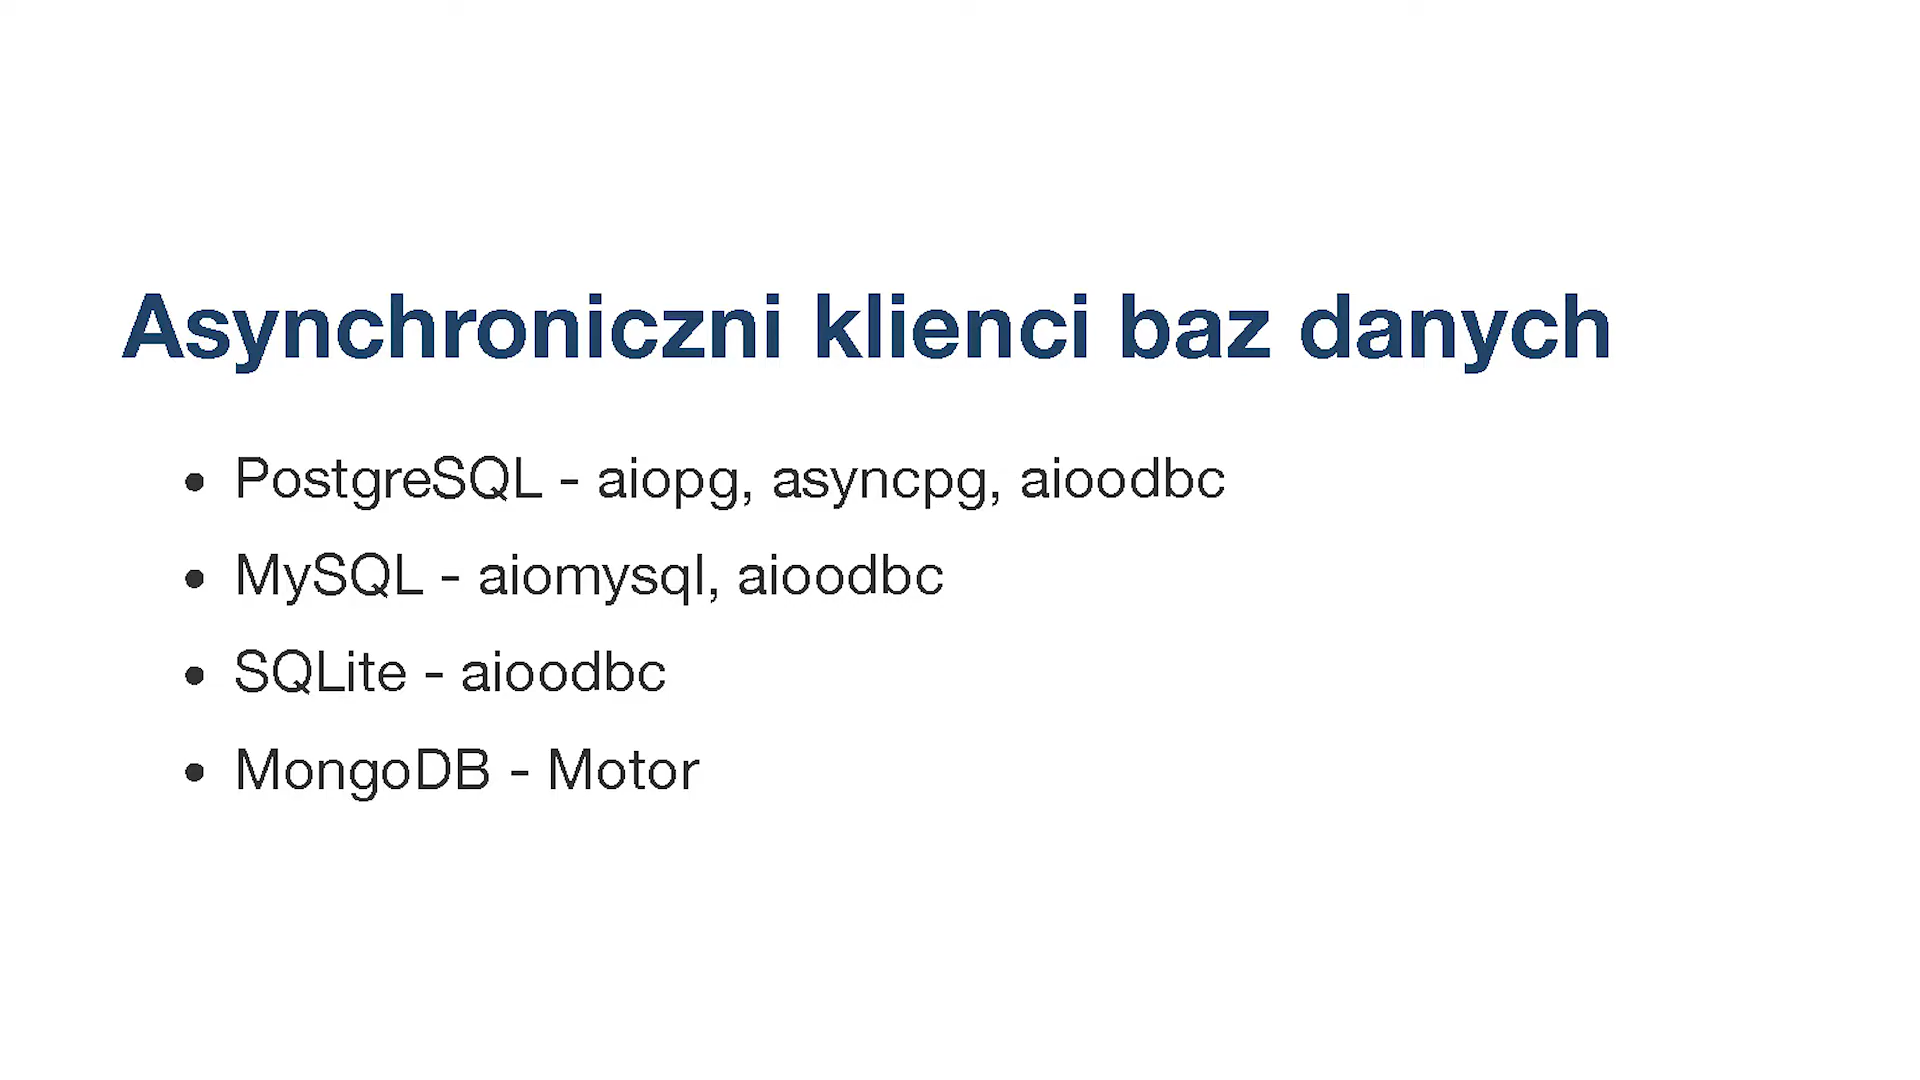 Asynchroniczni klienci baz danych
• PostgreSQL - aiopg, asyncpg, aioodbc
• MySQL - aiomysql, aioodbc
• SQLite - aioodbc
• MongoDB - Motor